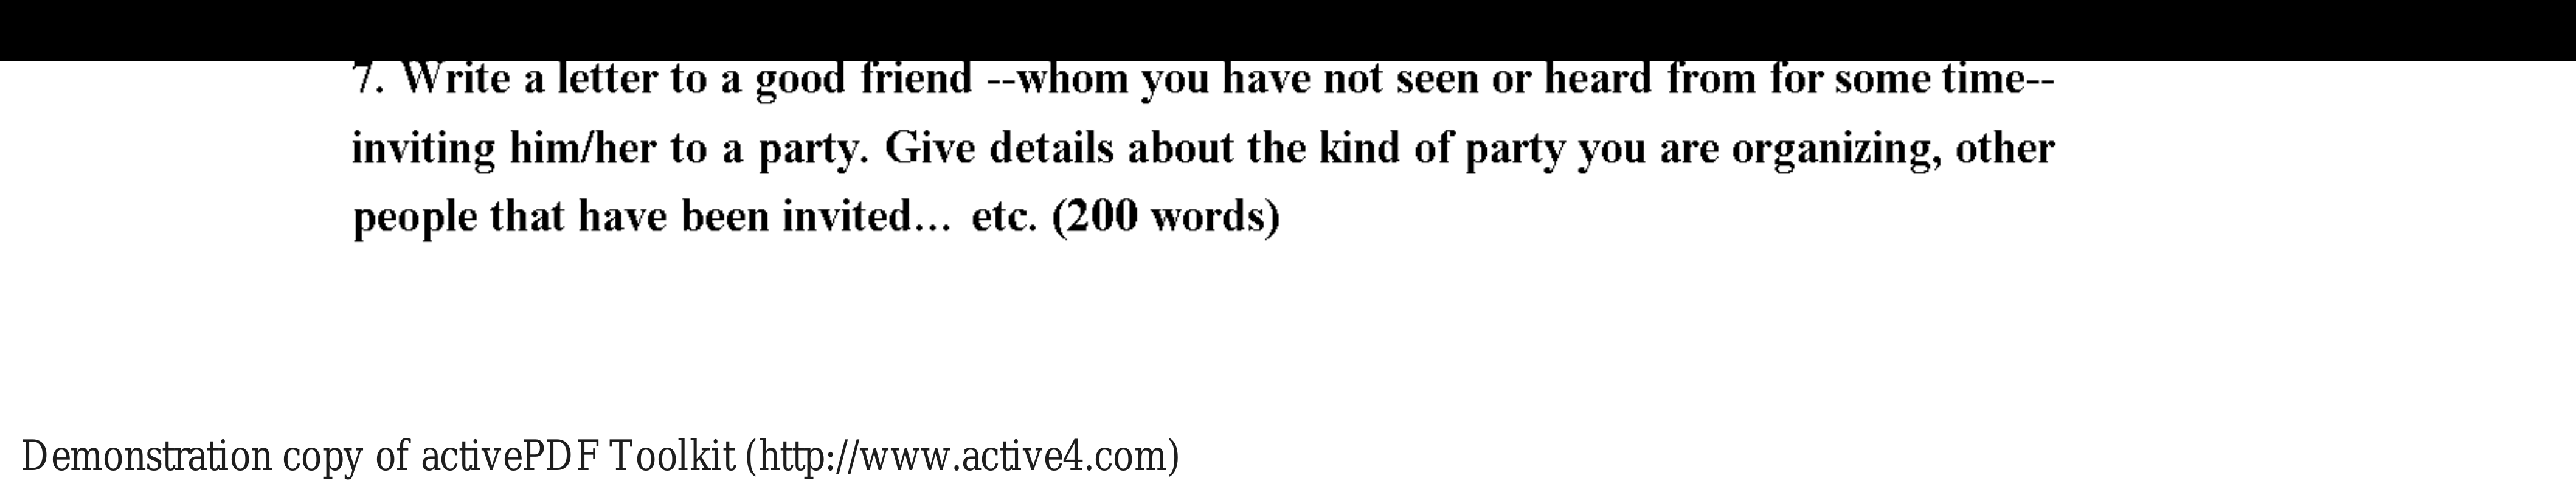 7. Write a letter to a good friend --whom you have not seen or heard from for some time--
inviting him/her to a party. Give details about the kind of party you are organizing, other
people that have been invited... etc. (200 words)
Demonstration copy of activePDF Toolkit (http://www.active4.com)